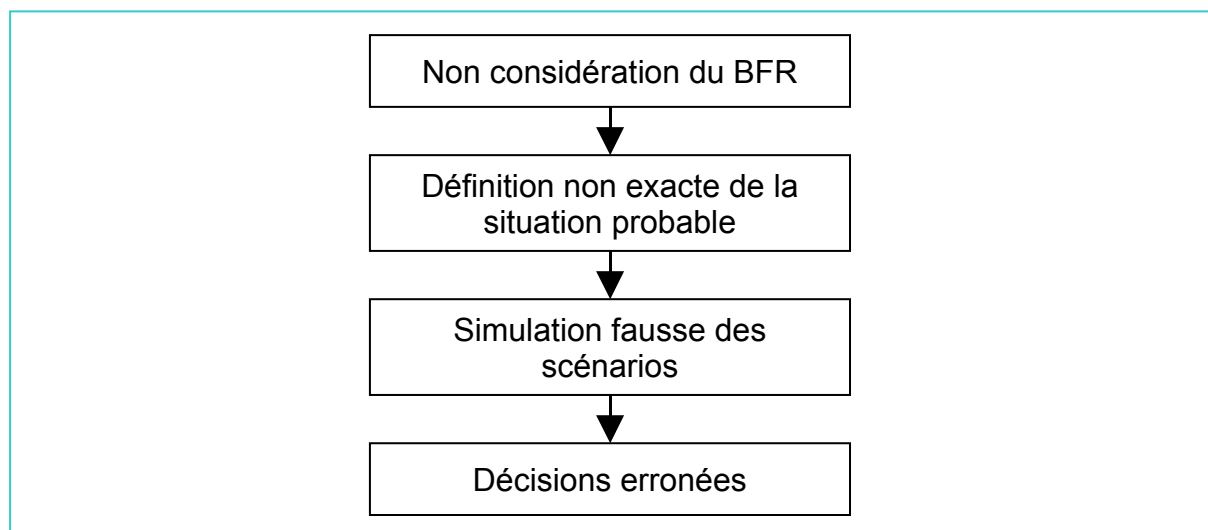 Non considération du BFR
Définition non exacte de la
situation probable
Simulation fausse des
scénarios
Décisions erronées